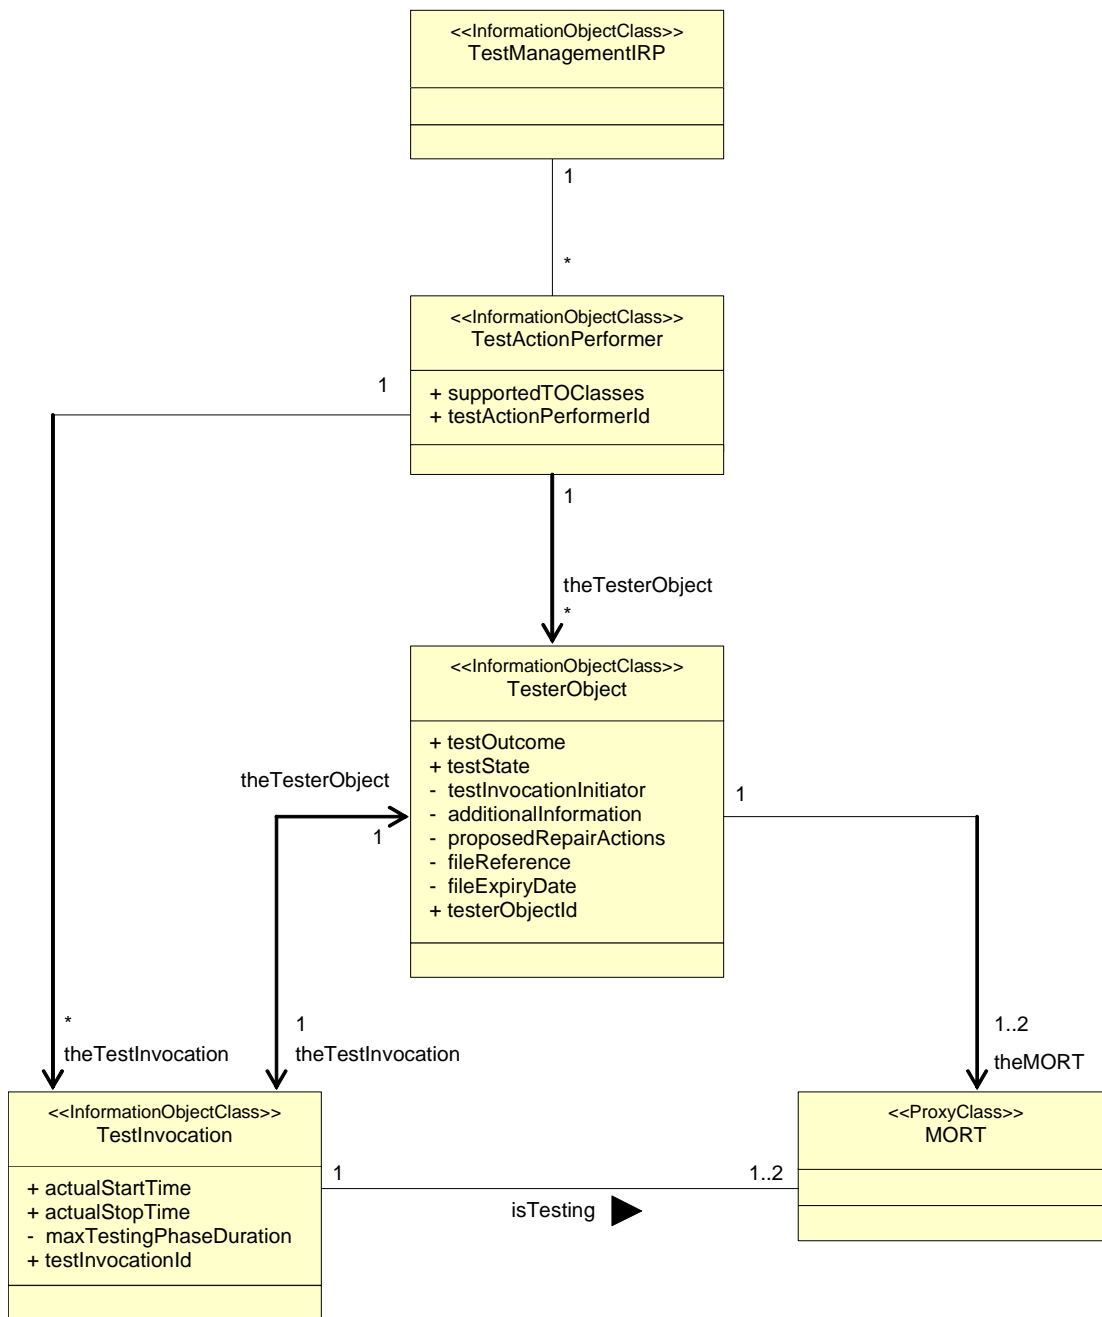 <<InformationObjectClass>>
TestManagementIRP
1
*
<<InformationObjectClass>>
TestActionPerformer
1
+ supportedTOClasses
+ testActionPerformerId
1
theTesterObject
*
<<InformationObjectClass>>
TesterObject
+ testOutcome
+ testState
- testInvocationInitiator
- additionalInformation
- proposedRepairActions
- fileReference
- fileExpiryDate
+ testerObjectId
theTesterObject
1
1
*
theTestInvocation
1
theTestInvocation
1..2
theMORT
<<InformationObjectClass>>
TestInvocation
+ actualStartTime
+ actualStopTime
- maxTestingPhaseDuration
+ testInvocationId
1
1..2
isTesting
<<ProxyClass>>
MORT